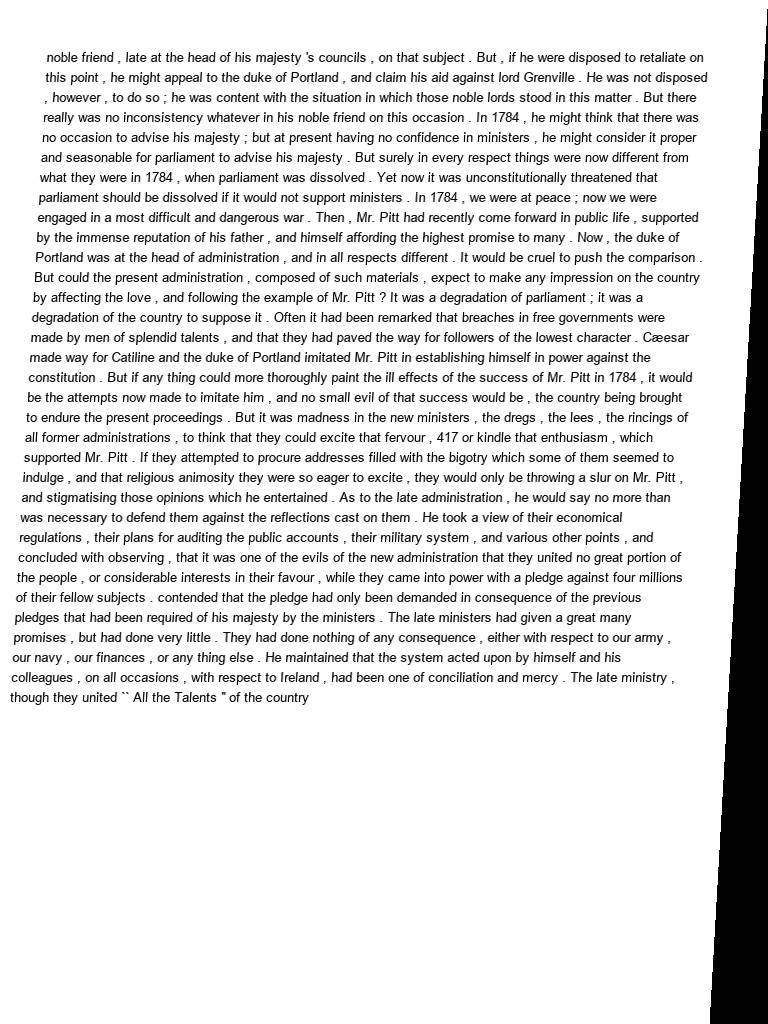 noble friend , late at the head of his majesty 's councils , on that subject . But , if he were disposed to retaliate on
this point , he might appeal to the duke of Portland , and claim his aid against lord Grenville . He was not disposed
, however , to do so ; he was content with the situation in which those noble lords stood in this matter . But there
really was no inconsistency whatever in his noble friend on this occasion . In 1784 , he might think that there was
no occasion to advise his majesty ; but at present having no confidence in ministers , he might consider it proper
and seasonable for parliament to advise his majesty . But surely in every respect things were now different from
what they were in 1784 , when parliament was dissolved . Yet now it was unconstitutionally threatened that
parliament should be dissolved if it would not support ministers . In 1784 , we were at peace ; now we were
engaged in a most difficult and dangerous war . Then , Mr. Pitt had recently come forward in public life , supported
by the immense reputation of his father , and himself affording the highest promise to many . Now , the duke of
Portland was at the head of administration , and in all respects different . It would be cruel to push the comparison .
But could the present administration , composed of such materials , expect to make any impression on the country
by affecting the love , and following the example of Mr. Pitt ? It was a degradation of parliament ; it was a
degradation of the country to suppose it . Often it had been remarked that breaches in free governments were
made by men of splendid talents , and that they had paved the way for followers of the lowest character . Cæesar
made way for Catiline and the duke of Portland imitated Mr. Pitt in establishing himself in power against the
constitution . But if any thing could more thoroughly paint the ill effects of the success of Mr. Pitt in 1784 , it would
be the attempts now made to imitate him , and no small evil of that success would be , the country being brought
to endure the present proceedings . But it was madness in the new ministers , the dregs , the lees , the rincings of
all former administrations , to think that they could excite that fervour , 417 or kindle that enthusiasm , which
supported Mr. Pitt . If they attempted to procure addresses filled with the bigotry which some of them seemed to
indulge , and that religious animosity they were so eager to excite , they would only be throwing a slur on Mr. Pitt ,
and stigmatising those opinions which he entertained . As to the late administration , he would say no more than
was necessary to defend them against the reflections cast on them . He took a view of their economical
regulations , their plans for auditing the public accounts , their military system , and various other points , and
concluded with observing , that it was one of the evils of the new administration that they united no great portion of
the people , or considerable interests in their favour , while they came into power with a pledge against four millions
of their fellow subjects . contended that the pledge had only been demanded in consequence of the previous
pledges that had been required of his majesty by the ministers . The late ministers had given a great many
promises , but had done very little . They had done nothing of any consequence , either with respect to our army ,
our navy , our finances , or any thing else . He maintained that the system acted upon by himself and his
colleagues , on all occasions , with respect to Ireland , had been one of conciliation and mercy . The late ministry ,
though they united `` All the Talents '' of the country